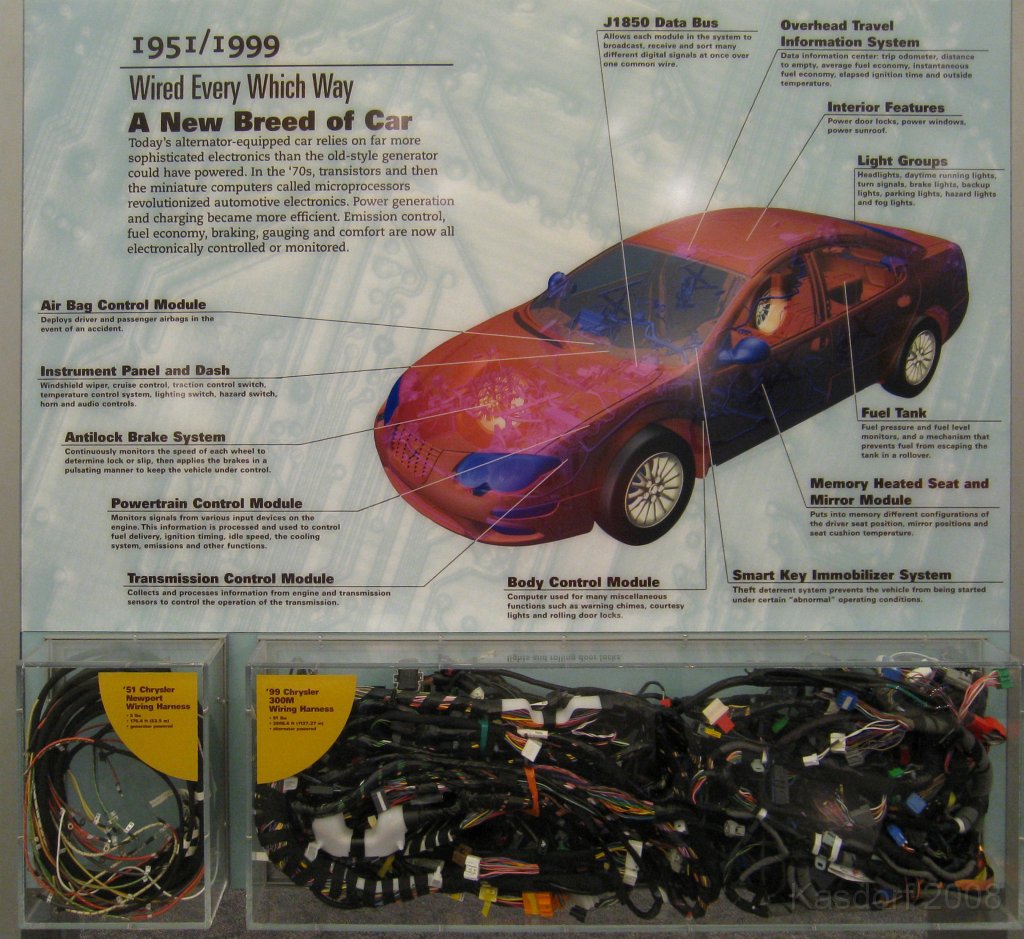 1951/1999
Wired Every Which Way
A New Breed of Car
Today's alternator-equipped car relies on far more
sophisticated electronics than the old-style generator
could have powered. In the '70s, transistors and then
the miniature computers called microprocessors
revolutionized automotive electronics. Power generation
and charging became more efficient. Emission control,
fuel economy, braking, gauging and comfort are now all
electronically controlled or monitored.
J1850 Data Bus
Allows each module in the system to
broadcast, receive and sort many
different digital signals at once over
one common wire.
Overhead Travel
Information System
Data information center: trip odometer, distance
to empty, average fuel economy, instantaneous
fuel economy, elapsed ignition time and outside
temperature.
Interior Features
Power door locks, power windows,
power sunroof.
Light Groups
Headlights, daytime running lights,
turn signals, brake lights, backup
lights, parking lights, hazard lights
and fog lights.
Air Bag Control Module
Deploys driver and passenger airbags in the
event of an accident.
Instrument Panel and Dash
Windshield wiper, cruise control, traction control switch,
temperature control system, lighting switch, hazard switch,
horn and audio controls.
Antilock Brake System
Continuously monitors the speed of each wheel to
determine lock or slip, then applies the brakes in a
pulsating manner to keep the vehicle under control.
Powertrain Control Module
Monitors signals from various input devices on the
engine. This information is processed and used to control
fuel delivery, ignition timing, idle speed, the cooling
system, emissions and other functions.
Transmission Control Module
Collects and processes information from engine and transmission
sensors to control the operation of the transmission.
Fuel Tank
Fuel pressure and fuel level
monitors, and a mechanism that
prevents fuel from escaping the
tank in a rollover.
Memory Heated Seat and
Mirror Module
Puts into memory different configurations of
the driver seat position, mirror positions and
seat cushion temperature.
Body Control Module
Computer used for many miscellaneous
functions such as warning chimes, courtesy
lights and rolling door locks.
Smart Key Immobilizer System
Theft deterrent system prevents the vehicle from being started
under certain "abnormal" operating conditions.
'51 Chrysler
Newport
Wiring Harness
• generator powered
'99 Chrysler
300M
Wiring Harness
• alternator powered
Kasdorf 2008